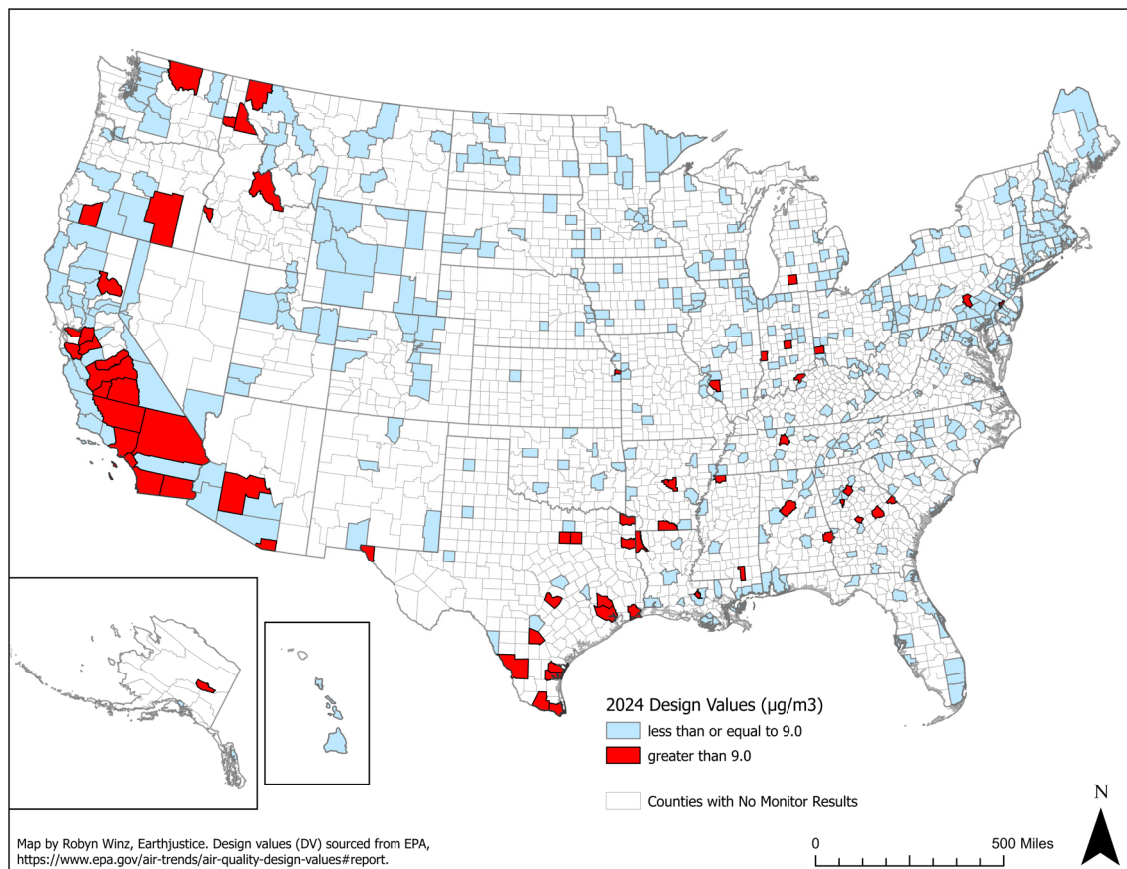 2024 Design Values (µg/m3)
less than or equal to 9.0
greater than 9.0
Counties with No Monitor Results
N
0 500 Miles
Map by Robyn Winz, Earthjustice. Design values (DV) sourced from EPA,
https://www.epa.gov/air-trends/air-quality-design-values#report.